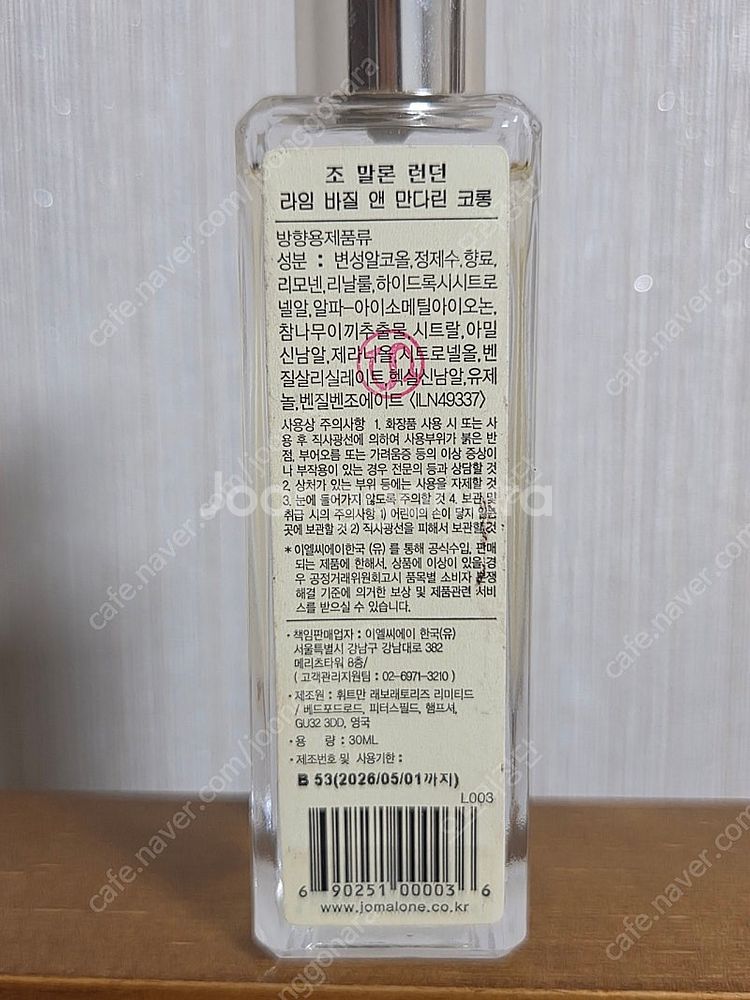 조 말론 런던
라임 바질 앤 만다린 코롱
방향용제품류
성분 : 변성알코올,정제수,향료,
리모넨,리날룰,하이드록시시트로
넬알,알파-아이소메틸아이오논,
참나무이끼추출물,시트랄,아밀
신남알,제라니올,시트로넬올,벤
질살리실레이트,헥실신남알,유제
놀,벤질벤조에이트 〈ILN49337〉
사용상 주의사항 1. 화장품 사용 시 또는 사
용 후 직사광선에 의하여 사용부위가 붉은 반
점, 부어오름 또는 가려움증 등의 이상 증상이
나 부작용이 있는 경우 전문의 등과 상담할 것
2. 상처가 있는 부위 등에는 사용을 자제할 것
3. 눈에 들어가지 않도록 주의할 것 4. 보관 및
취급 시의 주의사항 1) 어린이의 손이 닿지 않는
곳에 보관할 것 2) 직사광선을 피해서 보관할 것
* 이엘씨에이한국 (유) 를 통해 공식수입, 판매
되는 제품에 한해서, 상품에 이상이 있을 경
우 공정거래위원회고시 품목별 소비자 분쟁
해결 기준에 의거한 보상 및 제품관련 서비
스를 받으실 수 있습니다.
· 책임판매업자 : 이엘씨에이 한국(유)
서울특별시 강남구 강남대로 382
메리츠타워 8층/
( 고객관리지원팀 : 02-6971-3210 )
· 제조원 : 휘트만 래보래토리즈 리미티드
/ 베드포드로드, 피터스필드, 햄프셔,
GU32 3DD, 영국
· 용 량 : 30ML
· 제조번호 및 사용기한 :
B 53(2026/05/01까지)
L003
6 90251 00003 6
www.jomalone.co.kr
Joonggonara
cafe.naver.com/joonggonara